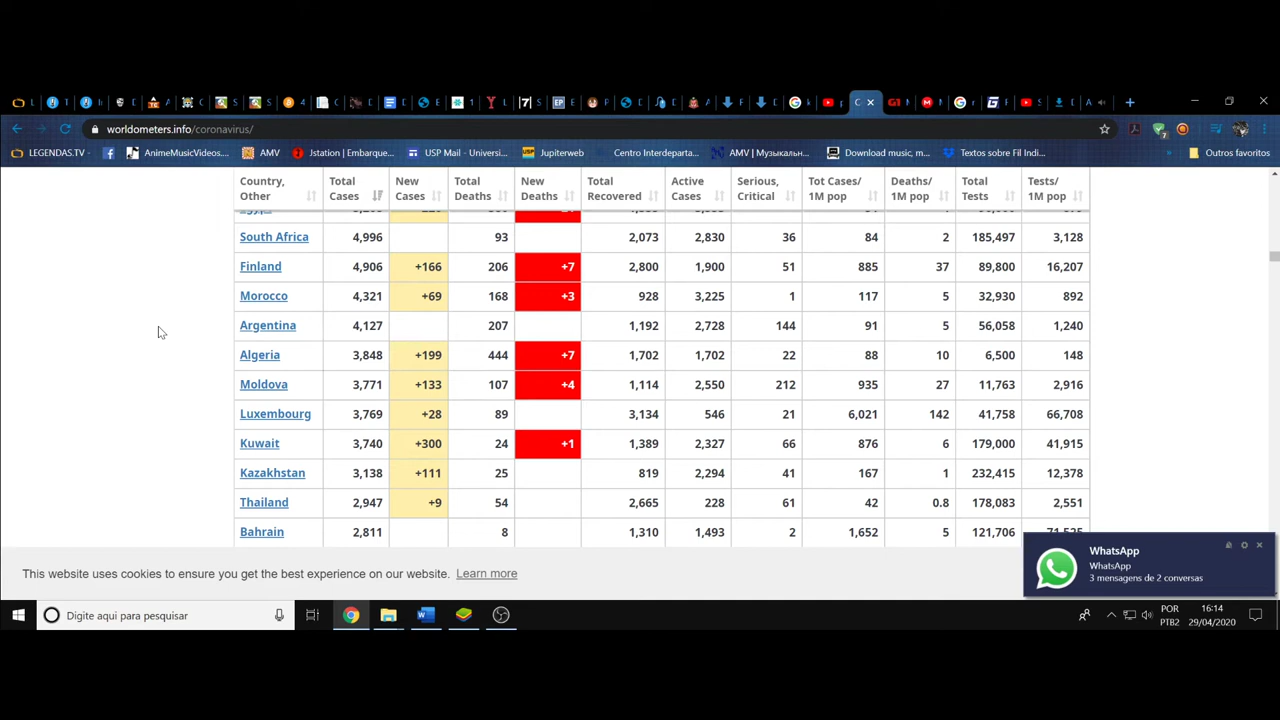 worldometers.info/coronavirus/
LEGENDAS.TV AnimeMusicVideos.... AMV Jstation | Embarque... USP Mail - Universi... Jupiterweb Centro Interdeparta... AMV | Музыкальн... Download music, m... Textos sobre Fil Indi... Outros favoritos
Country, Other Total Cases New Cases Total Deaths New Deaths Total Recovered Active Cases Serious, Critical Tot Cases/ 1M pop Deaths/ 1M pop Total Tests Tests/ 1M pop
Egypt
South Africa 4,996 93 2,073 2,830 36 84 2 185,497 3,128
Finland 4,906 +166 206 +7 2,800 1,900 51 885 37 89,800 16,207
Morocco 4,321 +69 168 +3 928 3,225 1 117 5 32,930 892
Argentina 4,127 207 1,192 2,728 144 91 5 56,058 1,240
Algeria 3,848 +199 444 +7 1,702 1,702 22 88 10 6,500 148
Moldova 3,771 +133 107 +4 1,114 2,550 212 935 27 11,763 2,916
Luxembourg 3,769 +28 89 3,134 546 21 6,021 142 41,758 66,708
Kuwait 3,740 +300 24 +1 1,389 2,327 66 876 6 179,000 41,915
Kazakhstan 3,138 +111 25 819 2,294 41 167 1 232,415 12,378
Thailand 2,947 +9 54 2,665 228 61 42 0.8 178,083 2,551
Bahrain 2,811 8 1,310 1,493 2 1,652 5 121,706 71,525
This website uses cookies to ensure you get the best experience on our website. Learn more
WhatsApp
WhatsApp
3 mensagens de 2 conversas
Digite aqui para pesquisar
POR 16:14
PTB2 29/04/2020